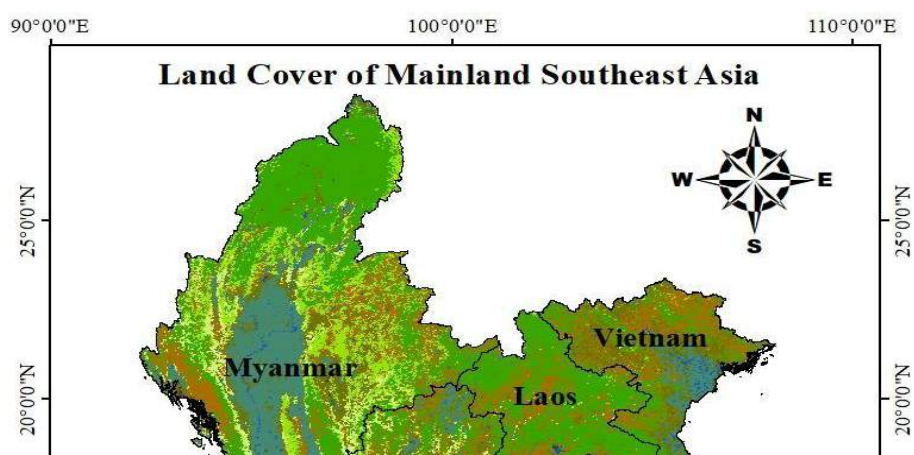 90°0'0"E 100°0'0"E 110°0'0"E
Land Cover of Mainland Southeast Asia
N
W E
S
25°0'0"N 25°0'0"N
Vietnam
Myanmar
Laos
20°0'0"N 20°0'0"N